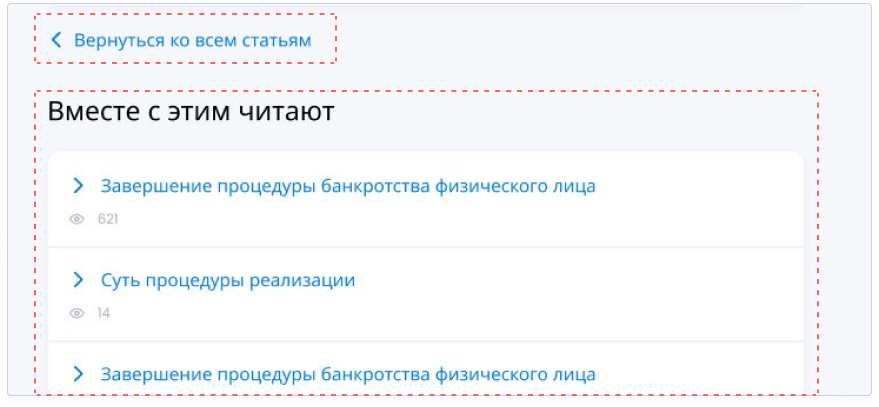 Вернуться ко всем статьям
Вместе с этим читают
Завершение процедуры банкротства физического лица
621
Суть процедуры реализации
14
Завершение процедуры банкротства физического лица